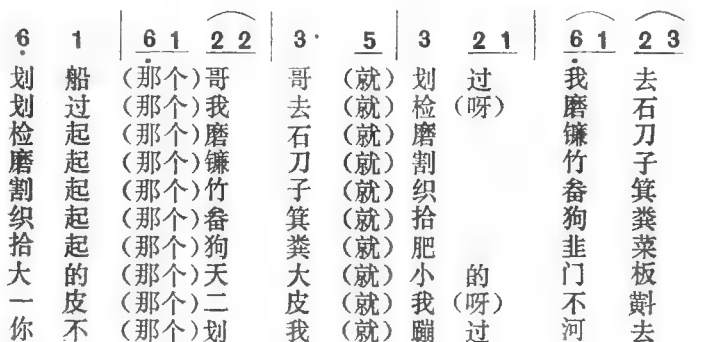 6 1 | 6 1 2 2 | 3· 5 | 3 2 1 | 6 1 2 3
划 船 (那个)哥 哥 (就)划 过 我 去
划 过 (那个)我 去 (就)检 (呀) 磨 石
检 起 (那个)磨 石 (就)磨 镰 刀
磨 起 (那个)镰 刀 (就)割 竹 子
割 起 (那个)竹 子 (就)织 畚 箕
织 起 (那个)畚 箕 (就)拾 狗 粪
拾 起 (那个)狗 粪 (就)肥 韭 菜
大 的 (那个)天 大 (就)小 的 门 板
一 皮 (那个)二 皮 (就)我 (呀) 不 㔶
你 不 (那个)划 我 (就)蹦 过 河 去